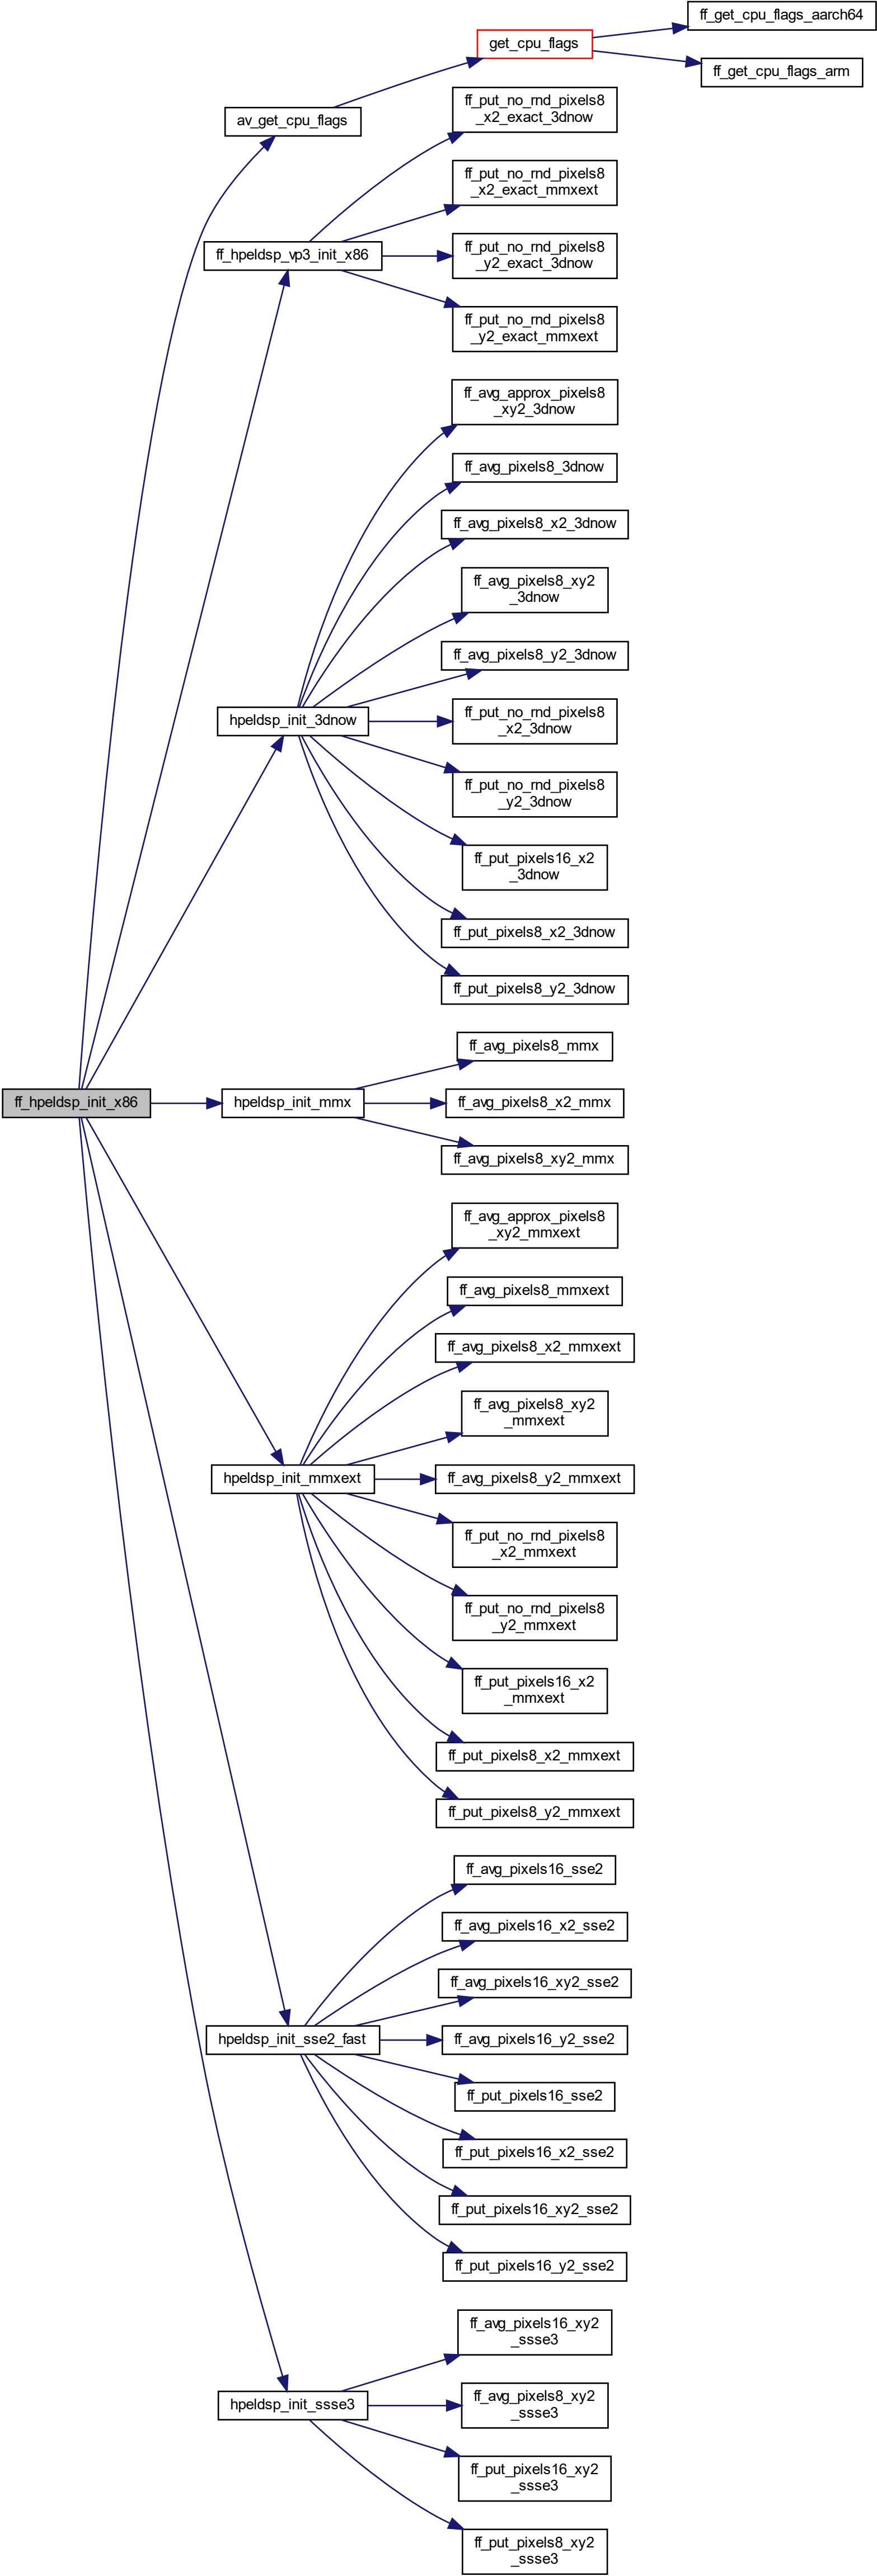 ff_get_cpu_flags_aarch64
get_cpu_flags
ff_get_cpu_flags_arm
av_get_cpu_flags
ff_put_no_rnd_pixels8
_x2_exact_3dnow
ff_put_no_rnd_pixels8
_x2_exact_mmxext
ff_hpeldsp_vp3_init_x86
ff_put_no_rnd_pixels8
_y2_exact_3dnow
ff_put_no_rnd_pixels8
_y2_exact_mmxext
ff_avg_approx_pixels8
_xy2_3dnow
ff_avg_pixels8_3dnow
ff_avg_pixels8_x2_3dnow
ff_avg_pixels8_xy2
_3dnow
ff_avg_pixels8_y2_3dnow
hpeldsp_init_3dnow
ff_put_no_rnd_pixels8
_x2_3dnow
ff_put_no_rnd_pixels8
_y2_3dnow
ff_put_pixels16_x2
_3dnow
ff_put_pixels8_x2_3dnow
ff_put_pixels8_y2_3dnow
ff_avg_pixels8_mmx
ff_hpeldsp_init_x86
hpeldsp_init_mmx
ff_avg_pixels8_x2_mmx
ff_avg_pixels8_xy2_mmx
ff_avg_approx_pixels8
_xy2_mmxext
ff_avg_pixels8_mmxext
ff_avg_pixels8_x2_mmxext
ff_avg_pixels8_xy2
_mmxext
hpeldsp_init_mmxext
ff_avg_pixels8_y2_mmxext
ff_put_no_rnd_pixels8
_x2_mmxext
ff_put_no_rnd_pixels8
_y2_mmxext
ff_put_pixels16_x2
_mmxext
ff_put_pixels8_x2_mmxext
ff_put_pixels8_y2_mmxext
ff_avg_pixels16_sse2
ff_avg_pixels16_x2_sse2
ff_avg_pixels16_xy2_sse2
hpeldsp_init_sse2_fast
ff_avg_pixels16_y2_sse2
ff_put_pixels16_sse2
ff_put_pixels16_x2_sse2
ff_put_pixels16_xy2_sse2
ff_put_pixels16_y2_sse2
ff_avg_pixels16_xy2
_ssse3
hpeldsp_init_ssse3
ff_avg_pixels8_xy2
_ssse3
ff_put_pixels16_xy2
_ssse3
ff_put_pixels8_xy2
_ssse3